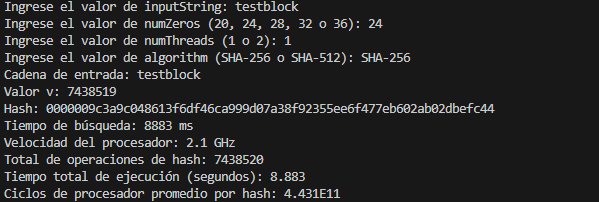 Ingrese el valor de inputString: testblock
Ingrese el valor de numZeros (20, 24, 28, 32 o 36): 24
Ingrese el valor de numThreads (1 o 2): 1
Ingrese el valor de algorithm (SHA-256 o SHA-512): SHA-256
Cadena de entrada: testblock
Valor v: 7438519
Hash: 0000009c3a9c048613f6df46ca999d07a38f92355ee6f477eb602ab02dbefc44
Tiempo de búsqueda: 8883 ms
Velocidad del procesador: 2.1 GHz
Total de operaciones de hash: 7438520
Tiempo total de ejecución (segundos): 8.883
Ciclos de procesador promedio por hash: 4.431E11